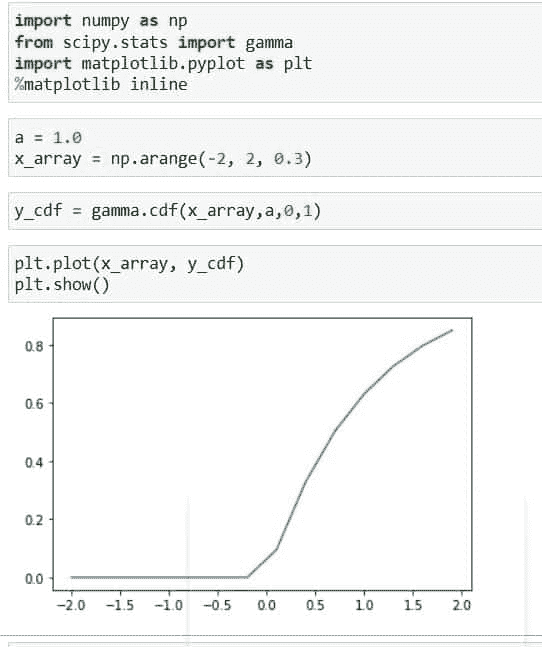 import numpy as np
from scipy.stats import gamma
import matplotlib.pyplot as plt
%matplotlib inline
a = 1.0
x_array = np.arange(-2, 2, 0.3)
y_cdf = gamma.cdf(x_array,a,0,1)
plt.plot(x_array, y_cdf)
plt.show()
0.8
0.6
0.4
0.2
0.0
−2.0 −1.5 −1.0 −0.5 0.0 0.5 1.0 1.5 2.0